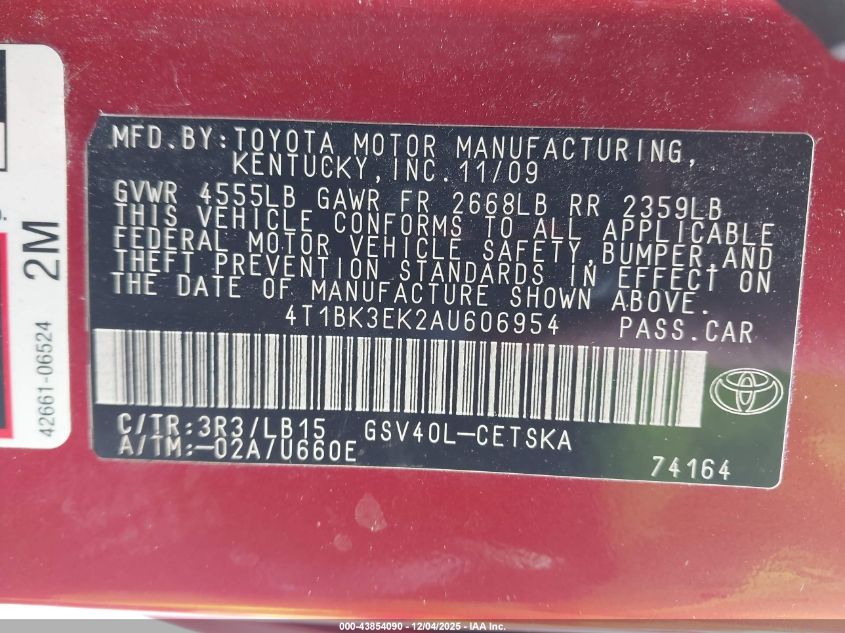 MFD. BY: TOYOTA MOTOR MANUFACTURING,
KENTUCKY, INC. 11/09
GVWR 4555LB GAWR FR 2668LB RR 2359LB
THIS VEHICLE CONFORMS TO ALL APPLICABLE
FEDERAL MOTOR VEHICLE SAFETY, BUMPER, AND
THEFT PREVENTION STANDARDS IN EFFECT ON
THE DATE OF MANUFACTURE SHOWN ABOVE.
4T1BK3EK2AU606954 PASS. CAR
C/TR: 3R3/LB15 GSV40L-CETSKA
A/TM: -02A/U660E
74164
42661-06524
2M
000-43854090 - 12/04/2025 - IAA Inc.